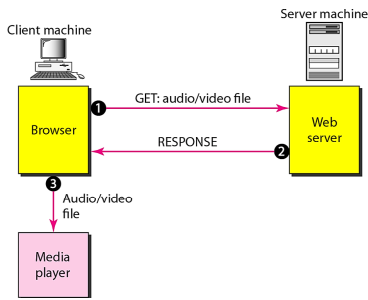 Server machine
Client machine
1
GET: audio/video file
Browser
Web
server
RESPONSE
2
3
Audio/video
file
Media
player